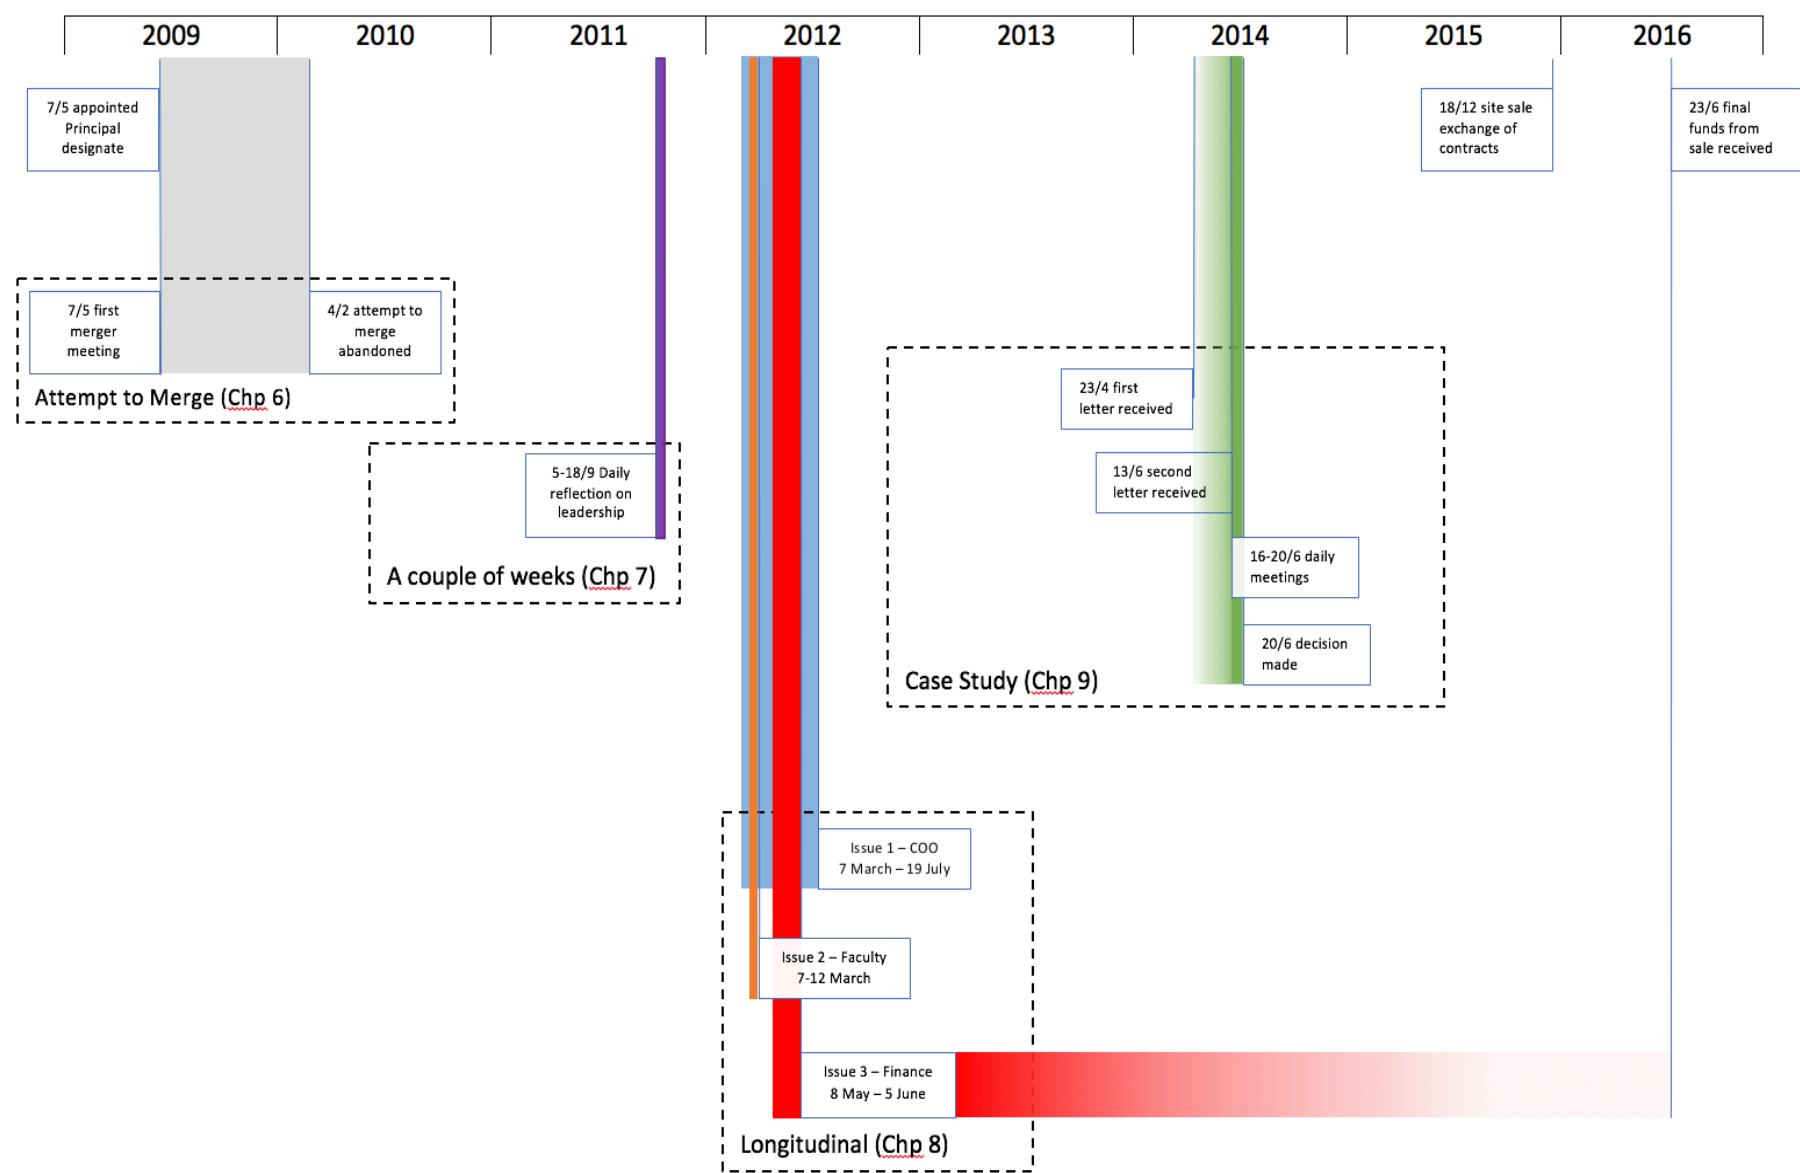 2009
2010
2011
2012
2013
2014
2015
2016
7/5 appointed
Principal
designate
18/12 site sale
exchange of
contracts
23/6 final
funds from
sale received
7/5 first
merger
meeting
4/2 attempt to
merge
abandoned
Attempt to Merge (Chp 6)
23/4 first
letter received
5-18/9 Daily
reflection on
leadership
A couple of weeks (Chp 7)
13/6 second
letter received
16-20/6 daily
meetings
20/6 decision
made
Case Study (Chp 9)
Issue 1 – COO
7 March – 19 July
Issue 2 – Faculty
7-12 March
Issue 3 – Finance
8 May – 5 June
Longitudinal (Chp 8)